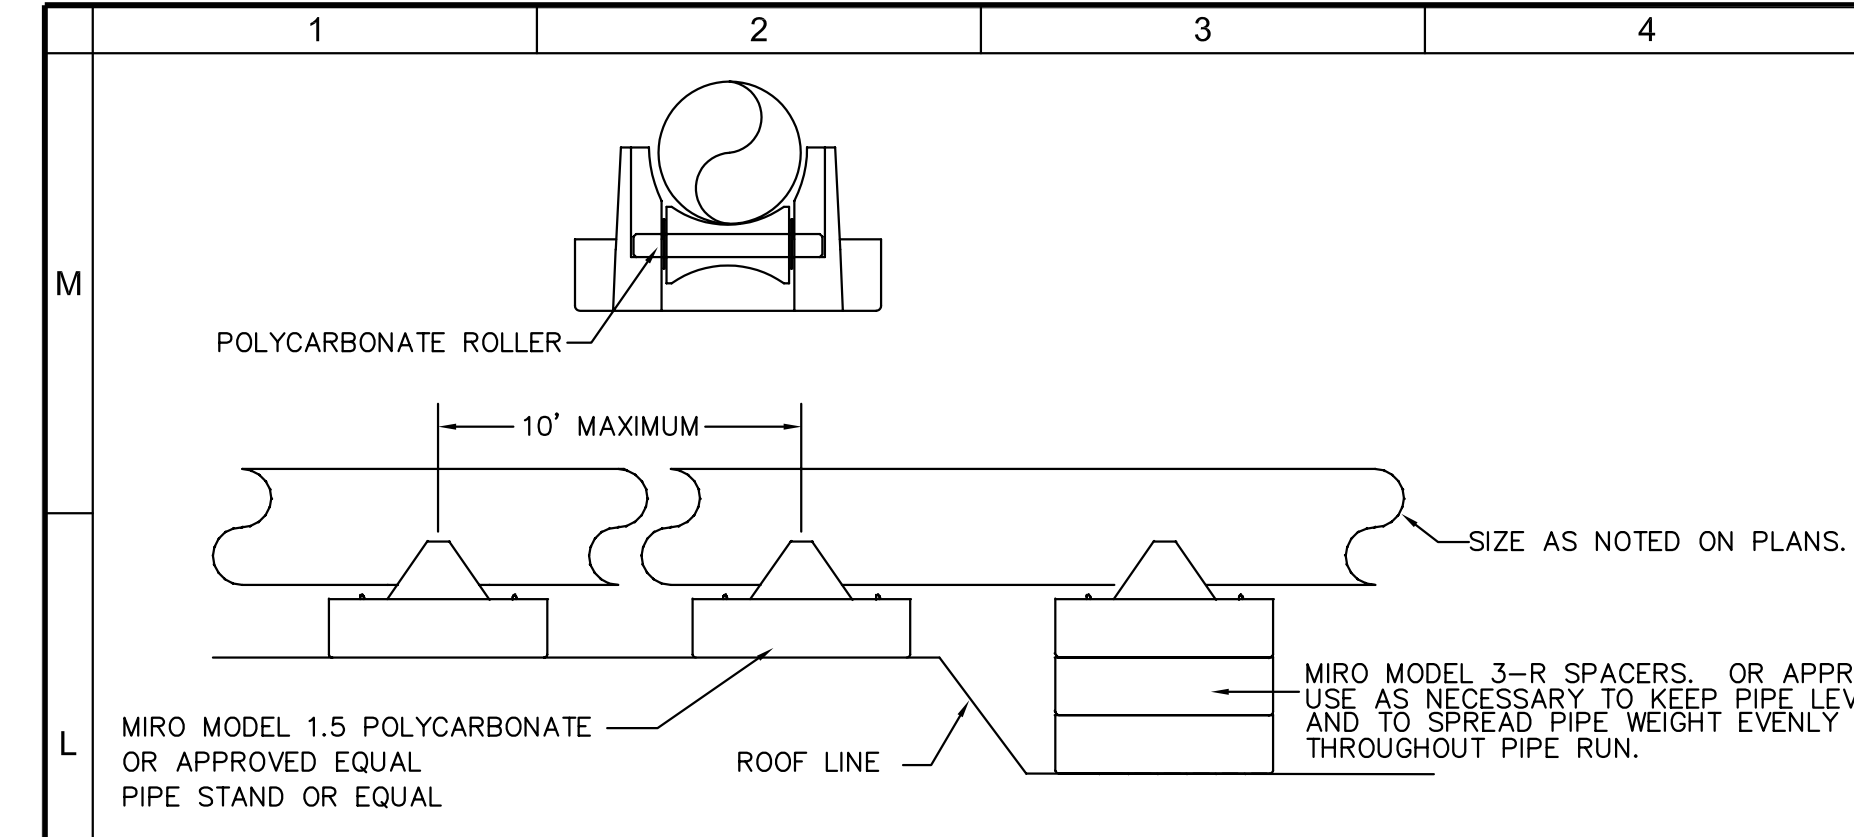 1 2 3 4
M
POLYCARBONATE ROLLER
10' MAXIMUM
SIZE AS NOTED ON PLANS.
L
MIRO MODEL 1.5 POLYCARBONATE
OR APPROVED EQUAL
PIPE STAND OR EQUAL
ROOF LINE
MIRO MODEL 3-R SPACERS. OR
USE AS NECESSARY TO KEEP PIPE
AND TO SPREAD PIPE WEIGHT EVENLY
THROUGHOUT PIPE RUN.